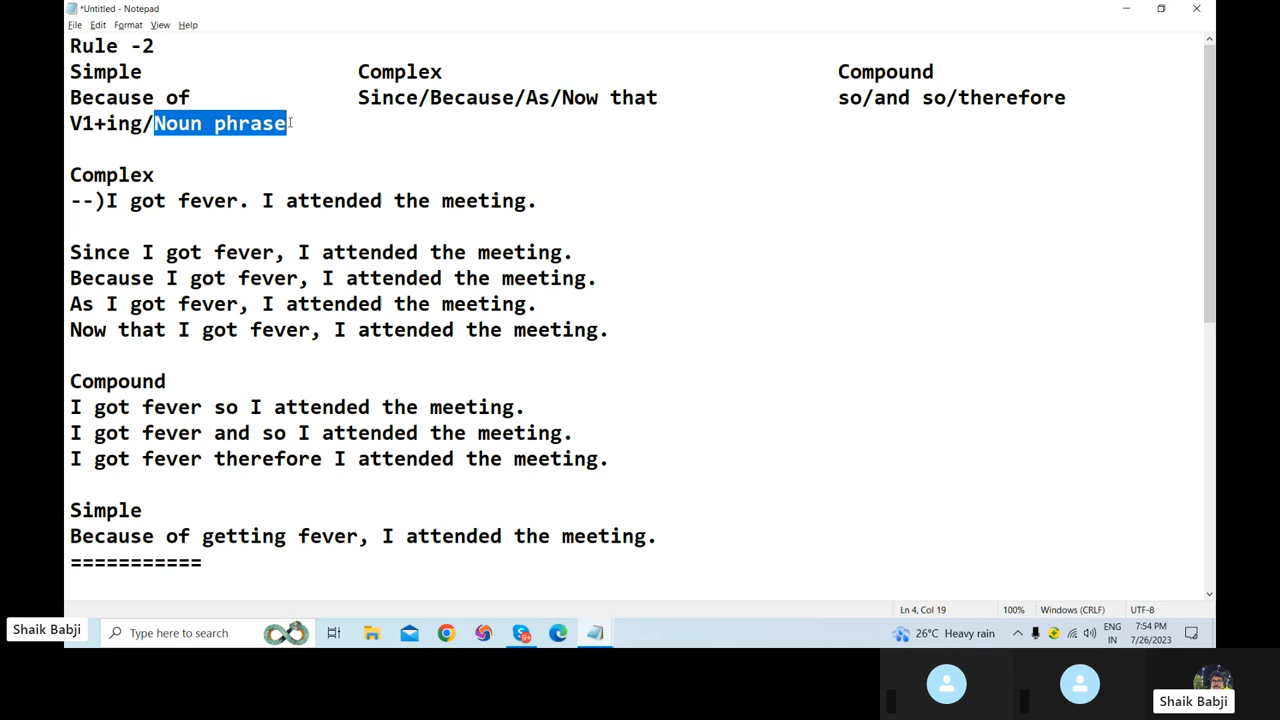 *Untitled - Notepad
File Edit Format View Help
Rule -2
Simple Complex Compound
Because of Since/Because/As/Now that so/and so/therefore
V1+ing/Noun phrase
Complex
--)I got fever. I attended the meeting.
Since I got fever, I attended the meeting.
Because I got fever, I attended the meeting.
As I got fever, I attended the meeting.
Now that I got fever, I attended the meeting.
Compound
I got fever so I attended the meeting.
I got fever and so I attended the meeting.
I got fever therefore I attended the meeting.
Simple
Because of getting fever, I attended the meeting.
===========
Ln 4, Col 19 100% Windows (CRLF) UTF-8
Shaik Babji
Type here to search
26°C Heavy rain
ENG
IN
7:54 PM
7/26/2023
Shaik Babji